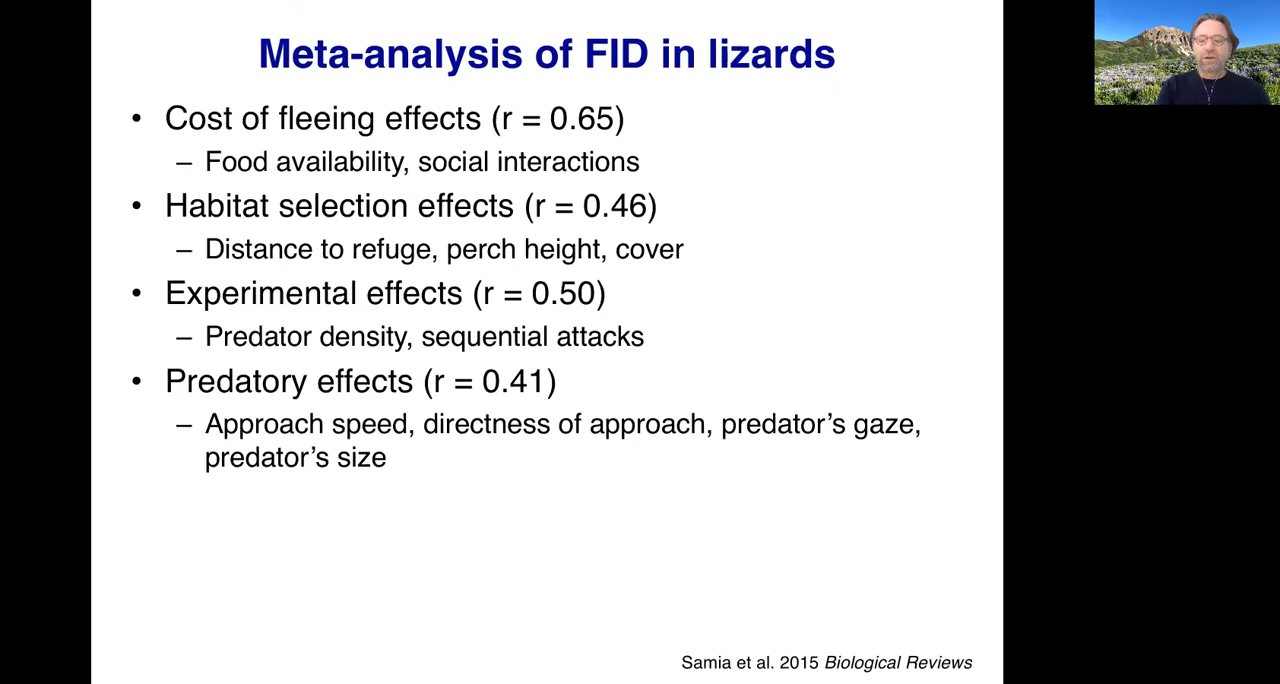 Meta-analysis of FID in lizards
• Cost of fleeing effects (r = 0.65)
– Food availability, social interactions
• Habitat selection effects (r = 0.46)
– Distance to refuge, perch height, cover
• Experimental effects (r = 0.50)
– Predator density, sequential attacks
• Predatory effects (r = 0.41)
– Approach speed, directness of approach, predator’s gaze,
predator’s size
Samia et al. 2015 Biological Reviews